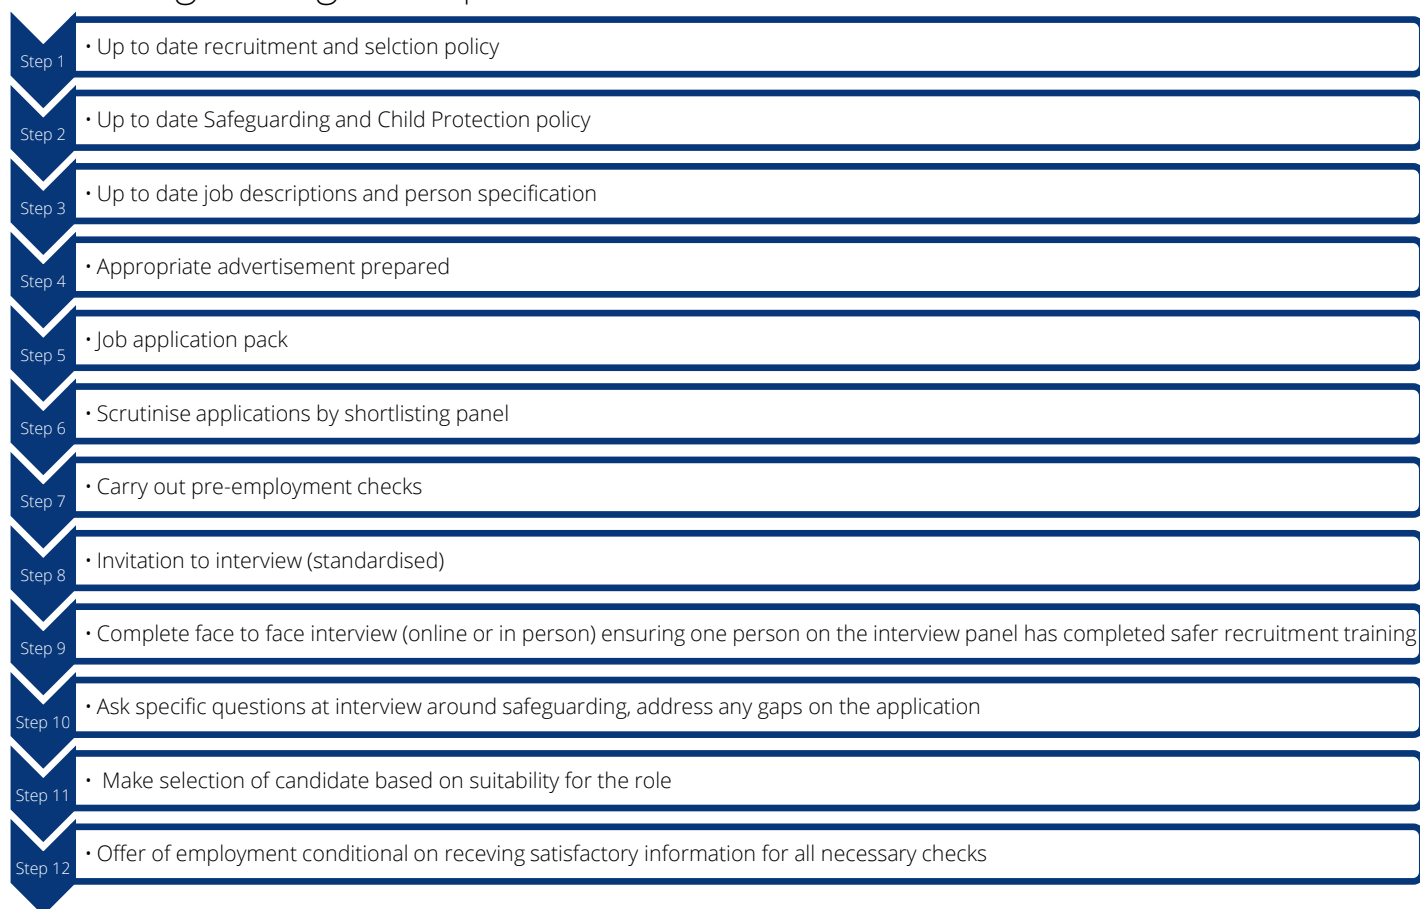 Step 1
• Up to date recruitment and selction policy
Step 2
• Up to date Safeguarding and Child Protection policy
Step 3
• Up to date job descriptions and person specification
Step 4
• Appropriate advertisement prepared
Step 5
• Job application pack
Step 6
• Scrutinise applications by shortlisting panel
Step 7
• Carry out pre-employment checks
Step 8
• Invitation to interview (standardised)
Step 9
• Complete face to face interview (online or in person) ensuring one person on the interview panel has completed safer recruitment training
Step 10
• Ask specific questions at interview around safeguarding, address any gaps on the application
Step 11
• Make selection of candidate based on suitability for the role
Step 12
• Offer of employment conditional on receving satisfactory information for all necessary checks